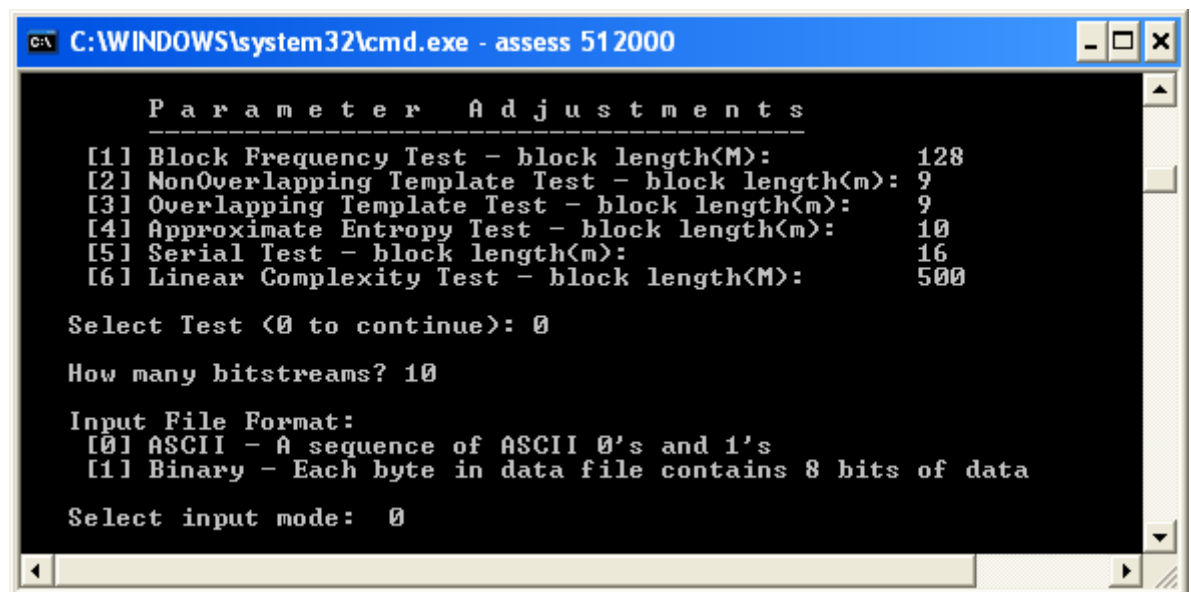 C:\WINDOWS\system32\cmd.exe - assess 512000
P a r a m e t e r   A d j u s t m e n t s
[1] Block Frequency Test - block length(M): 128
[2] NonOverlapping Template Test - block length(m): 9
[3] Overlapping Template Test - block length(m): 9
[4] Approximate Entropy Test - block length(m): 10
[5] Serial Test - block length(m): 16
[6] Linear Complexity Test - block length(M): 500
Select Test (0 to continue): 0
How many bitstreams? 10
Input File Format:
[0] ASCII - A sequence of ASCII 0's and 1's
[1] Binary - Each byte in data file contains 8 bits of data
Select input mode: 0